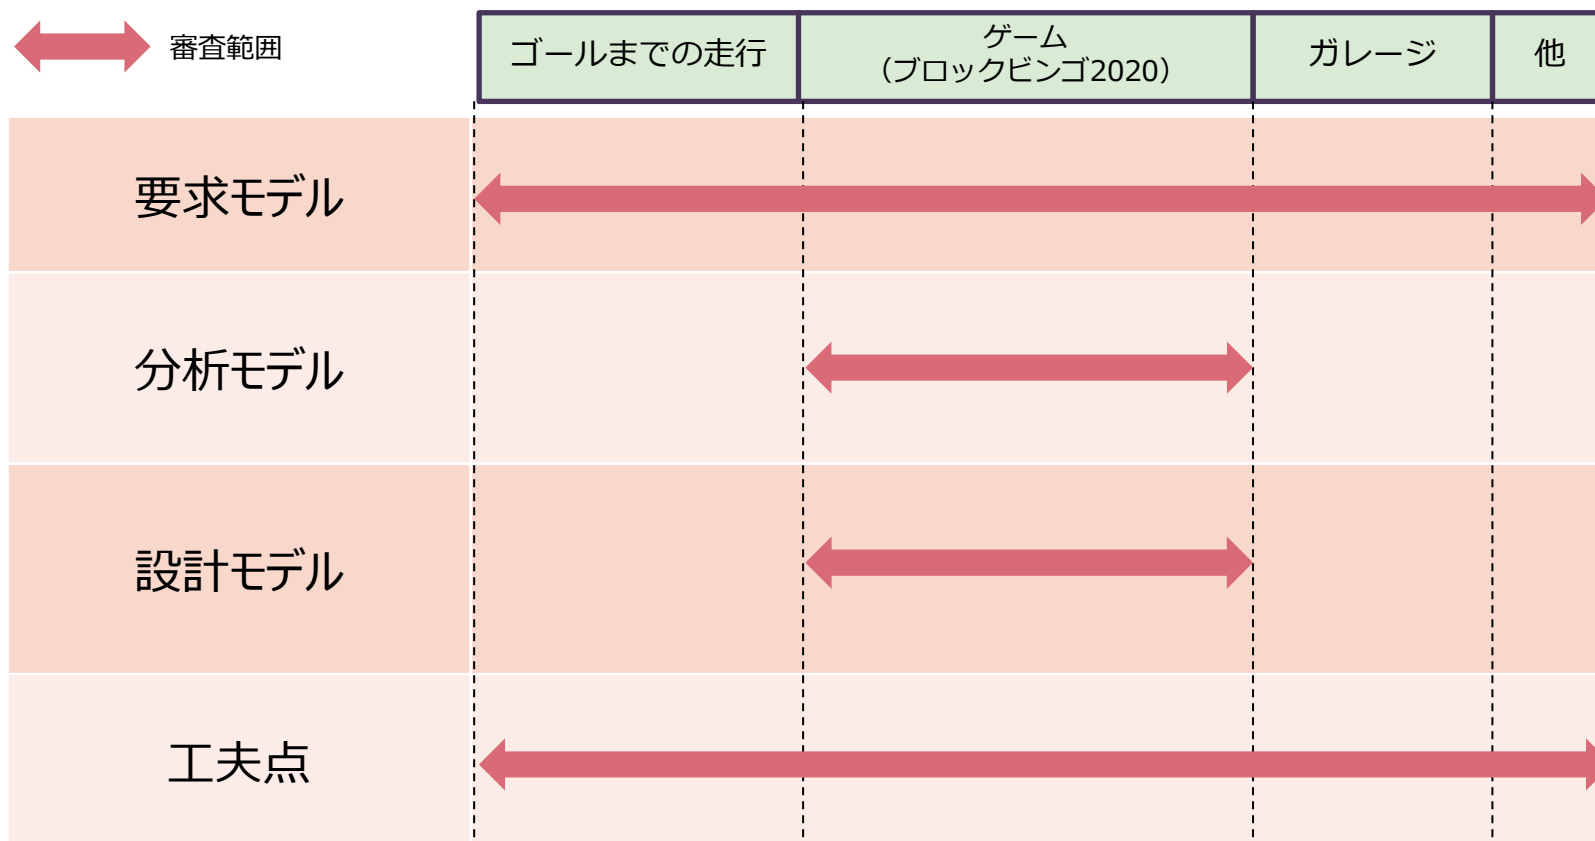 審査範囲
ゴールまでの走行
ゲーム
（ブロックビンゴ2020）
ガレージ
他
要求モデル
分析モデル
設計モデル
工夫点